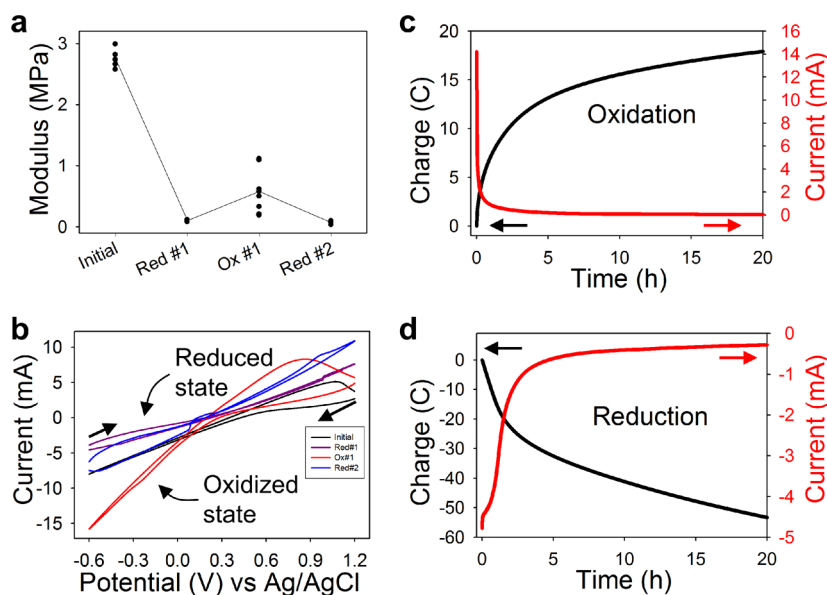 a
Modulus (MPa)
3
2
1
0
Initial
Red #1
Ox #1
Red #2
b
Current (mA)
10
5
0
-5
-10
-15
Reduced
state
Oxidized
state
Initial
Red#1
Ox#1
Red#2
-0.6 -0.3 0.0 0.3 0.6 0.9 1.2
Potential (V) vs Ag/AgCl
c
Charge (C)
20
15
10
5
0
Oxidation
16
14
12
10
8
6
4
2
0
Current (mA)
0 5 10 15 20
Time (h)
d
Charge (C)
0
-10
-20
-30
-40
-50
-60
Reduction
-0
-1
-2
-3
-4
-5
Current (mA)
0 5 10 15 20
Time (h)